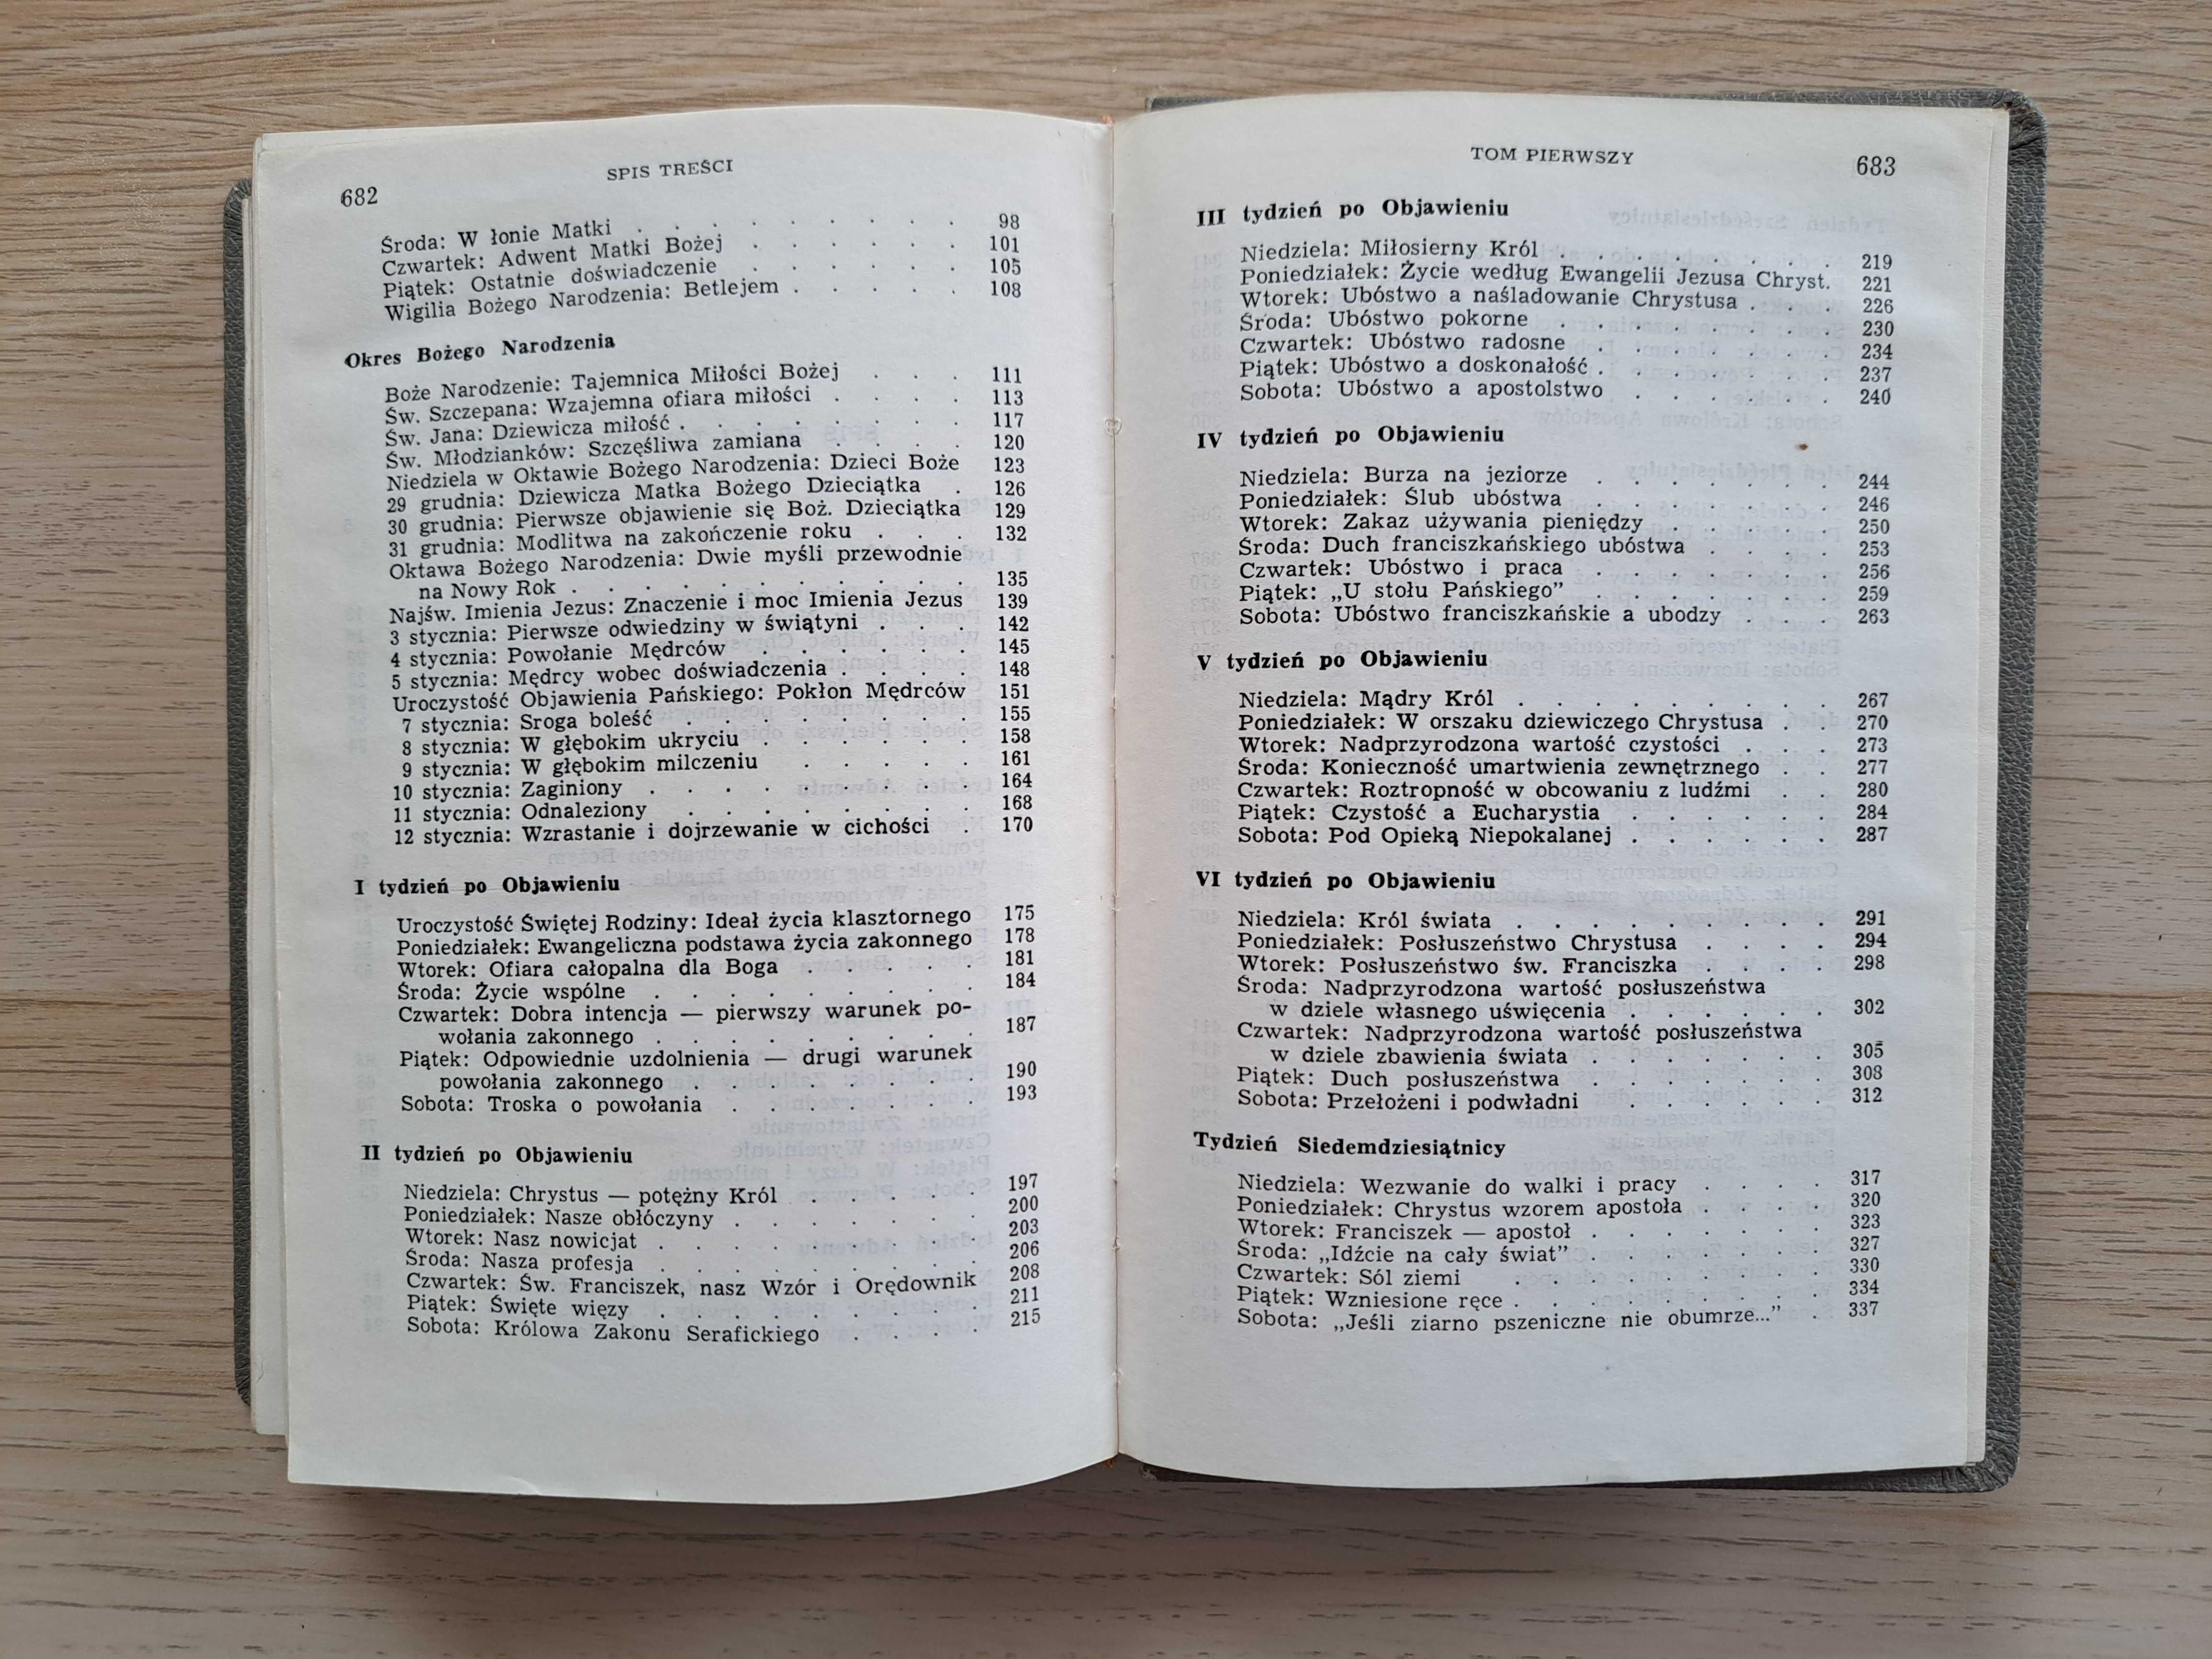 682
SPIS TREŚCI
Środa: W łonie Matki . . . . . . . . 98
Czwartek: Adwent Matki Bożej . . . . . . 101
Piątek: Ostatnie doświadczenie . . . . . . 105
Wigilia Bożego Narodzenia: Betlejem . . . . . 108
Okres Bożego Narodzenia
Boże Narodzenie: Tajemnica Miłości Bożej . . . 111
Św. Szczepana: Wzajemna ofiara miłości . . . . 113
Św. Jana: Dziewicza miłość . . . . . . . . 117
Św. Młodzianków: Szczęśliwa zamiana . . . . 120
Niedziela w Oktawie Bożego Narodzenia: Dzieci Boże 123
29 grudnia: Dziewicza Matka Bożego Dzieciątka . 126
30 grudnia: Pierwsze objawienie się Boż. Dzieciątka 129
31 grudnia: Modlitwa na zakończenie roku . . . 132
Oktawa Bożego Narodzenia: Dwie myśli przewodnie
na Nowy Rok . . . . . . . . . . . 135
Najśw. Imienia Jezus: Znaczenie i moc Imienia Jezus 139
3 stycznia: Pierwsze odwiedziny w świątyni . . . 142
4 stycznia: Powołanie Mędrców . . . . . . 145
5 stycznia: Mędrcy wobec doświadczenia . . . . 148
Uroczystość Objawienia Pańskiego: Pokłon Mędrców 151
7 stycznia: Sroga boleść . . . . . . . . 155
8 stycznia: W głębokim ukryciu . . . . . . 158
9 stycznia: W głębokim milczeniu . . . . . 161
10 stycznia: Zaginiony . . . . . . . . . 164
11 stycznia: Odnaleziony . . . . . . . . 168
12 stycznia: Wzrastanie i dojrzewanie w cichości . 170
I tydzień po Objawieniu
Uroczystość Świętej Rodziny: Ideał życia klasztornego 175
Poniedziałek: Ewangeliczna podstawa życia zakonnego 178
Wtorek: Ofiara całopalna dla Boga . . . . . 181
Środa: Życie wspólne . . . . . . . . . 184
Czwartek: Dobra intencja — pierwszy warunek po-
wołania zakonnego . . . . . . . . . 187
Piątek: Odpowiednie uzdolnienia — drugi warunek
powołania zakonnego . . . . . . . . 190
Sobota: Troska o powołania . . . . . . . 193
II tydzień po Objawieniu
Niedziela: Chrystus — potężny Król . . . . . 197
Poniedziałek: Nasze obłóczyny . . . . . . . 200
Wtorek: Nasz nowicjat . . . . . . . . . 203
Środa: Nasza profesja . . . . . . . . . 206
Czwartek: Św. Franciszek, nasz Wzór i Orędownik 208
Piątek: Święte więzy . . . . . . . . . 211
Sobota: Królowa Zakonu Serafickiego . . . . 215
TOM PIERWSZY
683
III tydzień po Objawieniu
Niedziela: Miłosierny Król . . . . . . . . 219
Poniedziałek: Życie według Ewangelii Jezusa Chryst. 221
Wtorek: Ubóstwo a naśladowanie Chrystusa . . . 226
Środa: Ubóstwo pokorne . . . . . . . . 230
Czwartek: Ubóstwo radosne . . . . . . . 234
Piątek: Ubóstwo a doskonałość . . . . . . . 237
Sobota: Ubóstwo a apostolstwo . . . . . . 240
IV tydzień po Objawieniu
Niedziela: Burza na jeziorze . . . . . . . 244
Poniedziałek: Ślub ubóstwa . . . . . . . 246
Wtorek: Zakaz używania pieniędzy . . . . . 250
Środa: Duch franciszkańskiego ubóstwa . . . . 253
Czwartek: Ubóstwo i praca . . . . . . . 256
Piątek: „U stołu Pańskiego” . . . . . . . 259
Sobota: Ubóstwo franciszkańskie a ubodzy . . . 263
V tydzień po Objawieniu
Niedziela: Mądry Król . . . . . . . . . 267
Poniedziałek: W orszaku dziewiczego Chrystusa . . 270
Wtorek: Nadprzyrodzona wartość czystości . . . 273
Środa: Konieczność umartwienia zewnętrznego . . 277
Czwartek: Roztropność w obcowaniu z ludźmi . . 280
Piątek: Czystość a Eucharystia . . . . . . 284
Sobota: Pod Opieką Niepokalanej . . . . . . 287
VI tydzień po Objawieniu
Niedziela: Król świata . . . . . . . . . 291
Poniedziałek: Posłuszeństwo Chrystusa . . . . 294
Wtorek: Posłuszeństwo św. Franciszka . . . . 298
Środa: Nadprzyrodzona wartość posłuszeństwa
w dziele własnego uświęcenia . . . . . . 302
Czwartek: Nadprzyrodzona wartość posłuszeństwa
w dziele zbawienia świata . . . . . . . 305
Piątek: Duch posłuszeństwa . . . . . . . 308
Sobota: Przełożeni i podwładni . . . . . . 312
Tydzień Siedemdziesiątnicy
Niedziela: Wezwanie do walki i pracy . . . . 317
Poniedziałek: Chrystus wzorem apostoła . . . . 320
Wtorek: Franciszek — apostoł . . . . . . . 323
Środa: „Idźcie na cały świat” . . . . . . . 327
Czwartek: Sól ziemi . . . . . . . . . 330
Piątek: Wzniesione ręce . . . . . . . . . 334
Sobota: „Jeśli ziarno pszeniczne nie obumrze...” . 337